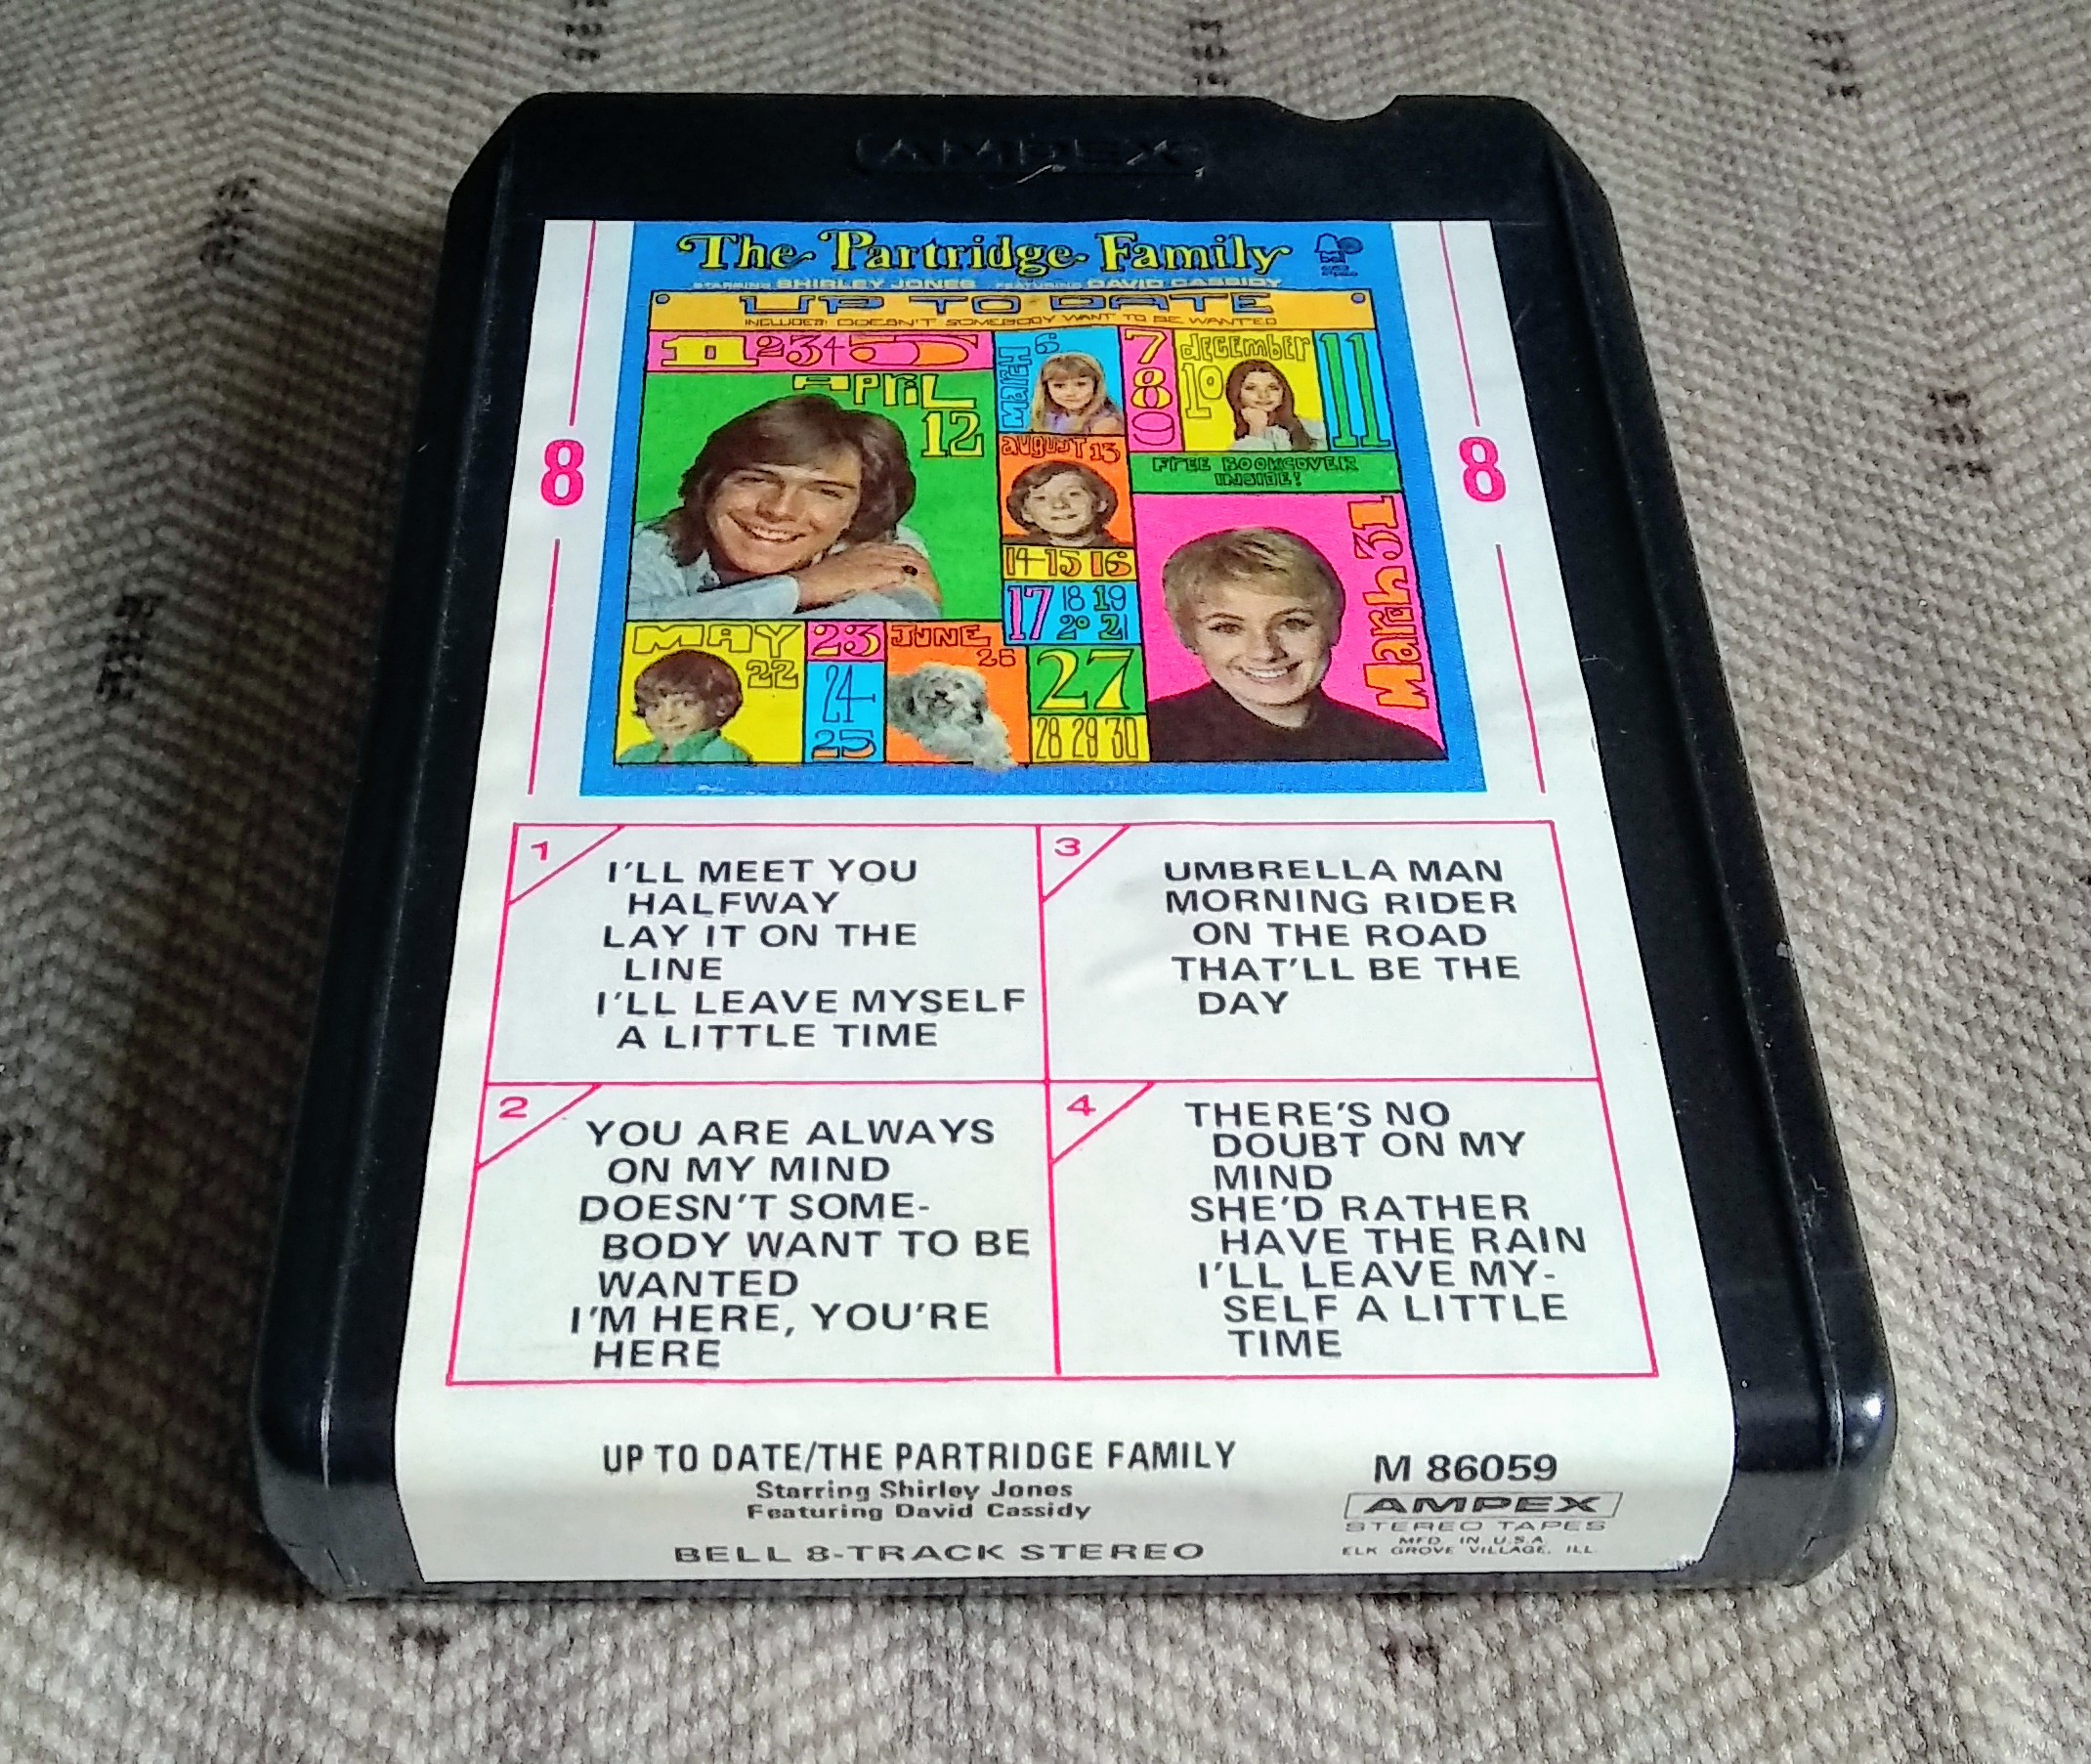 AMPEX
The Partridge Family
STARRING SHIRLEY JONES FEATURING DAVID CASSIDY
UP TO DATE
INCLUDES: DOESN'T SOMEBODY WANT TO BE WANTED
1 2 3 4 5
MARCH 6
7
8
9
DECEMBER
10
11
APRIL
12
AUGUST 13
FREE BOOKCOVER
INSIDE!
14 15 16
17 18 19
20 21
March 31
MAY
22
23
24
25
JUNE
26
27
28 29 30
8
8
1
I'LL MEET YOU
HALFWAY
LAY IT ON THE
LINE
I'LL LEAVE MYSELF
A LITTLE TIME
2
YOU ARE ALWAYS
ON MY MIND
DOESN'T SOME-
BODY WANT TO BE
WANTED
I'M HERE, YOU'RE
HERE
3
UMBRELLA MAN
MORNING RIDER
ON THE ROAD
THAT'LL BE THE
DAY
4
THERE'S NO
DOUBT ON MY
MIND
SHE'D RATHER
HAVE THE RAIN
I'LL LEAVE MY-
SELF A LITTLE
TIME
UP TO DATE/THE PARTRIDGE FAMILY
Starring Shirley Jones
Featuring David Cassidy
BELL 8-TRACK STEREO
M 86059
AMPEX
STEREO TAPES
MFD. IN U.S.A.
ELK GROVE VILLAGE, ILL.